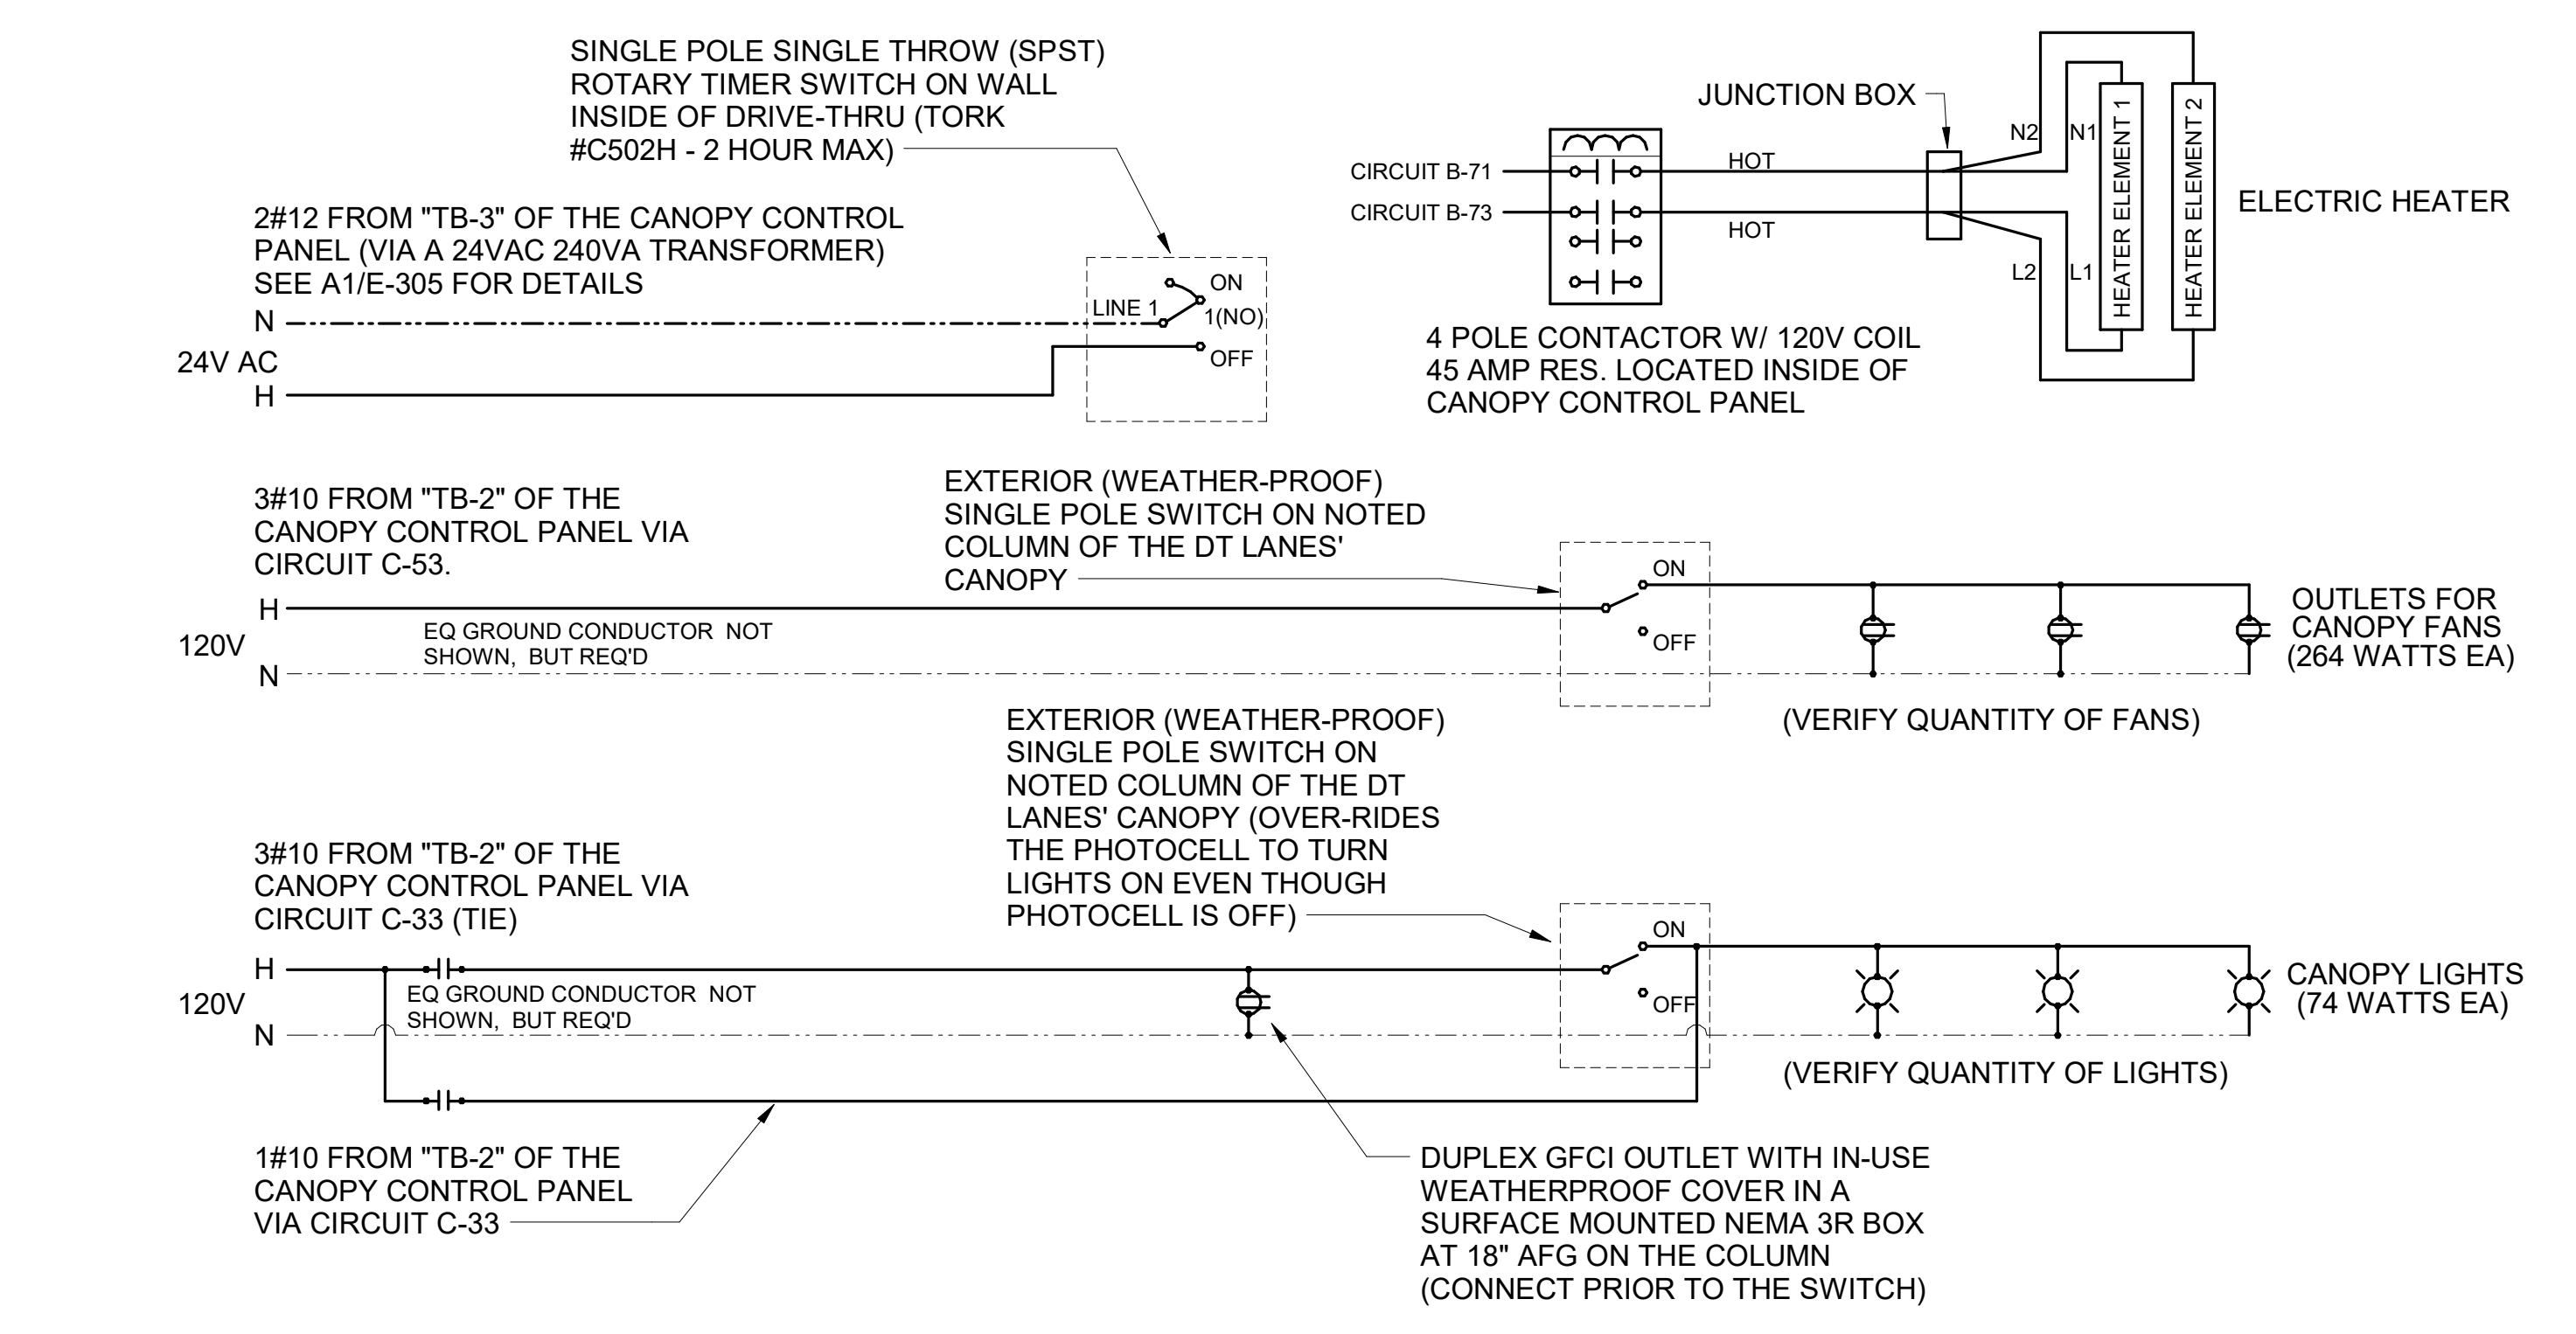 SINGLE POLE SINGLE THROW (SPST)
ROTARY TIMER SWITCH ON WALL
INSIDE OF DRIVE-THRU (TORK
#C502H - 2 HOUR MAX)
2#12 FROM "TB-3" OF THE CANOPY CONTROL
PANEL (VIA A 24VAC 240VA TRANSFORMER)
SEE A1/E-305 FOR DETAILS
N
24V AC
H
LINE 1
ON
1(NO)
OFF
JUNCTION BOX
CIRCUIT B-71
CIRCUIT B-73
HOT
HOT
N2
N1
L2
L1
HEATER ELEMENT 1
HEATER ELEMENT 2
ELECTRIC HEATER
4 POLE CONTACTOR W/ 120V COIL
45 AMP RES. LOCATED INSIDE OF
CANOPY CONTROL PANEL
3#10 FROM "TB-2" OF THE
CANOPY CONTROL PANEL VIA
CIRCUIT C-53.
H
120V
N
EQ GROUND CONDUCTOR NOT
SHOWN, BUT REQ'D
EXTERIOR (WEATHER-PROOF)
SINGLE POLE SWITCH ON NOTED
COLUMN OF THE DT LANES'
CANOPY
ON
OFF
OUTLETS FOR
CANOPY FANS
(264 WATTS EA)
(VERIFY QUANTITY OF FANS)
EXTERIOR (WEATHER-PROOF)
SINGLE POLE SWITCH ON
NOTED COLUMN OF THE DT
LANES' CANOPY (OVER-RIDES
THE PHOTOCELL TO TURN
LIGHTS ON EVEN THOUGH
PHOTOCELL IS OFF)
3#10 FROM "TB-2" OF THE
CANOPY CONTROL PANEL VIA
CIRCUIT C-33 (TIE)
H
120V
N
EQ GROUND CONDUCTOR NOT
SHOWN, BUT REQ'D
ON
OFF
CANOPY LIGHTS
(74 WATTS EA)
(VERIFY QUANTITY OF LIGHTS)
1#10 FROM "TB-2" OF THE
CANOPY CONTROL PANEL
VIA CIRCUIT C-33
DUPLEX GFCI OUTLET WITH IN-USE
WEATHERPROOF COVER IN A
SURFACE MOUNTED NEMA 3R BOX
AT 18" AFG ON THE COLUMN
(CONNECT PRIOR TO THE SWITCH)